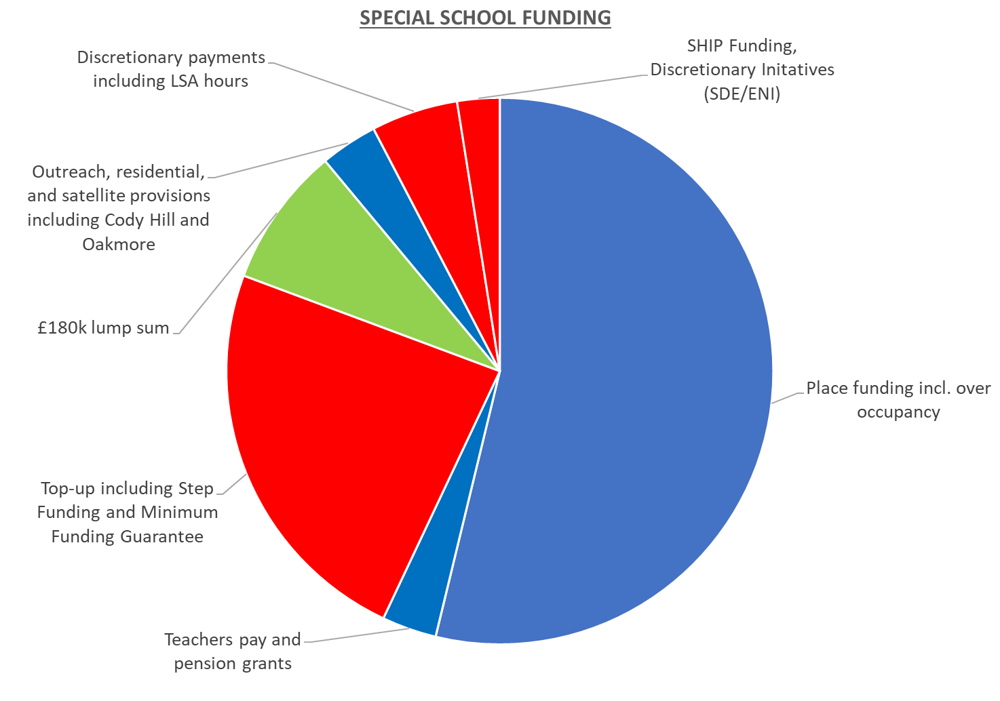 SPECIAL SCHOOL FUNDING
SHIP Funding,
Discretionary Initatives
(SDE/ENI)
Discretionary payments
including LSA hours
Outreach, residential,
and satellite provisions
including Cody Hill and
Oakmore
£180k lump sum
Place funding incl. over
occupancy
Top-up including Step
Funding and Minimum
Funding Guarantee
Teachers pay and
pension grants